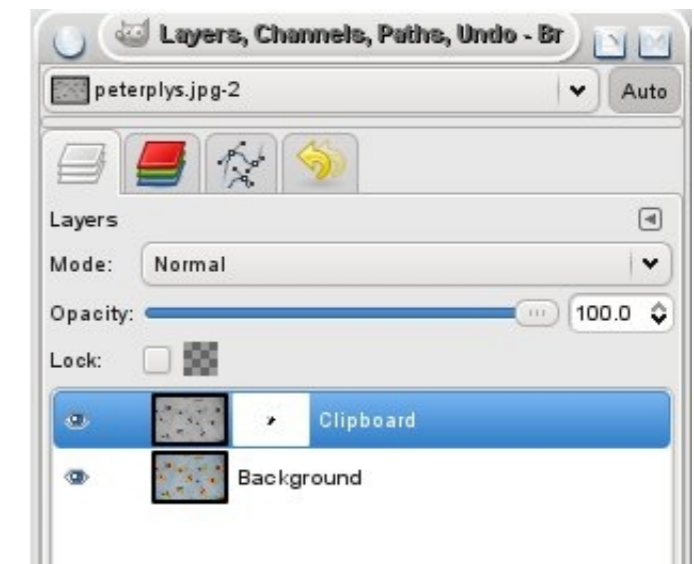 Layers, Channels, Paths, Undo - Br
peterplys.jpg-2
Auto
Layers
Mode: Normal
Opacity: 100.0
Lock:
Clipboard
Background